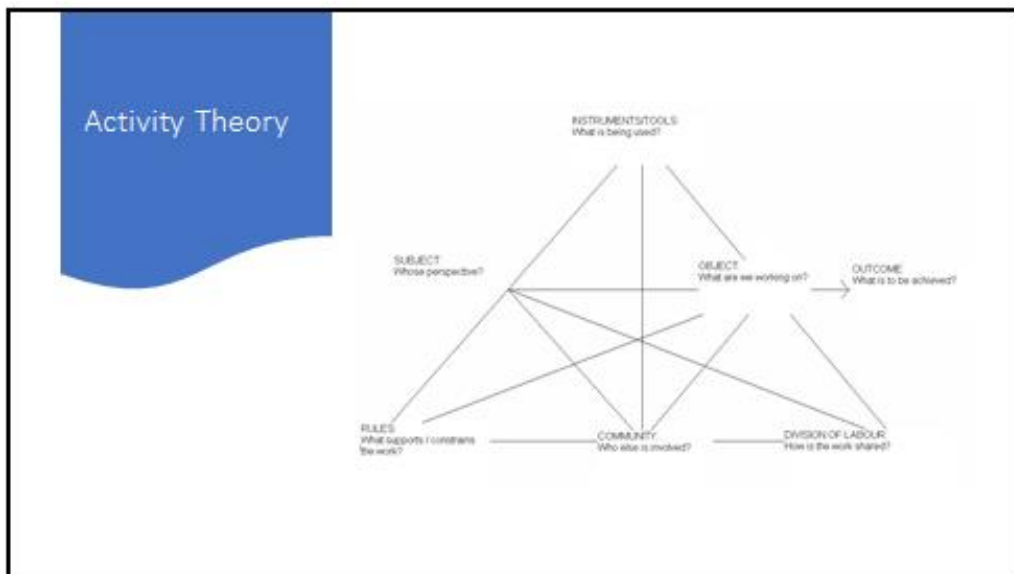 Activity Theory
INSTRUMENTS/TOOLS
What is being used?
SUBJECT
Whose perspective?
OBJECT
What are we working on?
OUTCOME
What is to be achieved?
RULES
What supports / constrains
the work?
COMMUNITY
Who else is involved?
DIVISION OF LABOUR
How is the work shared?